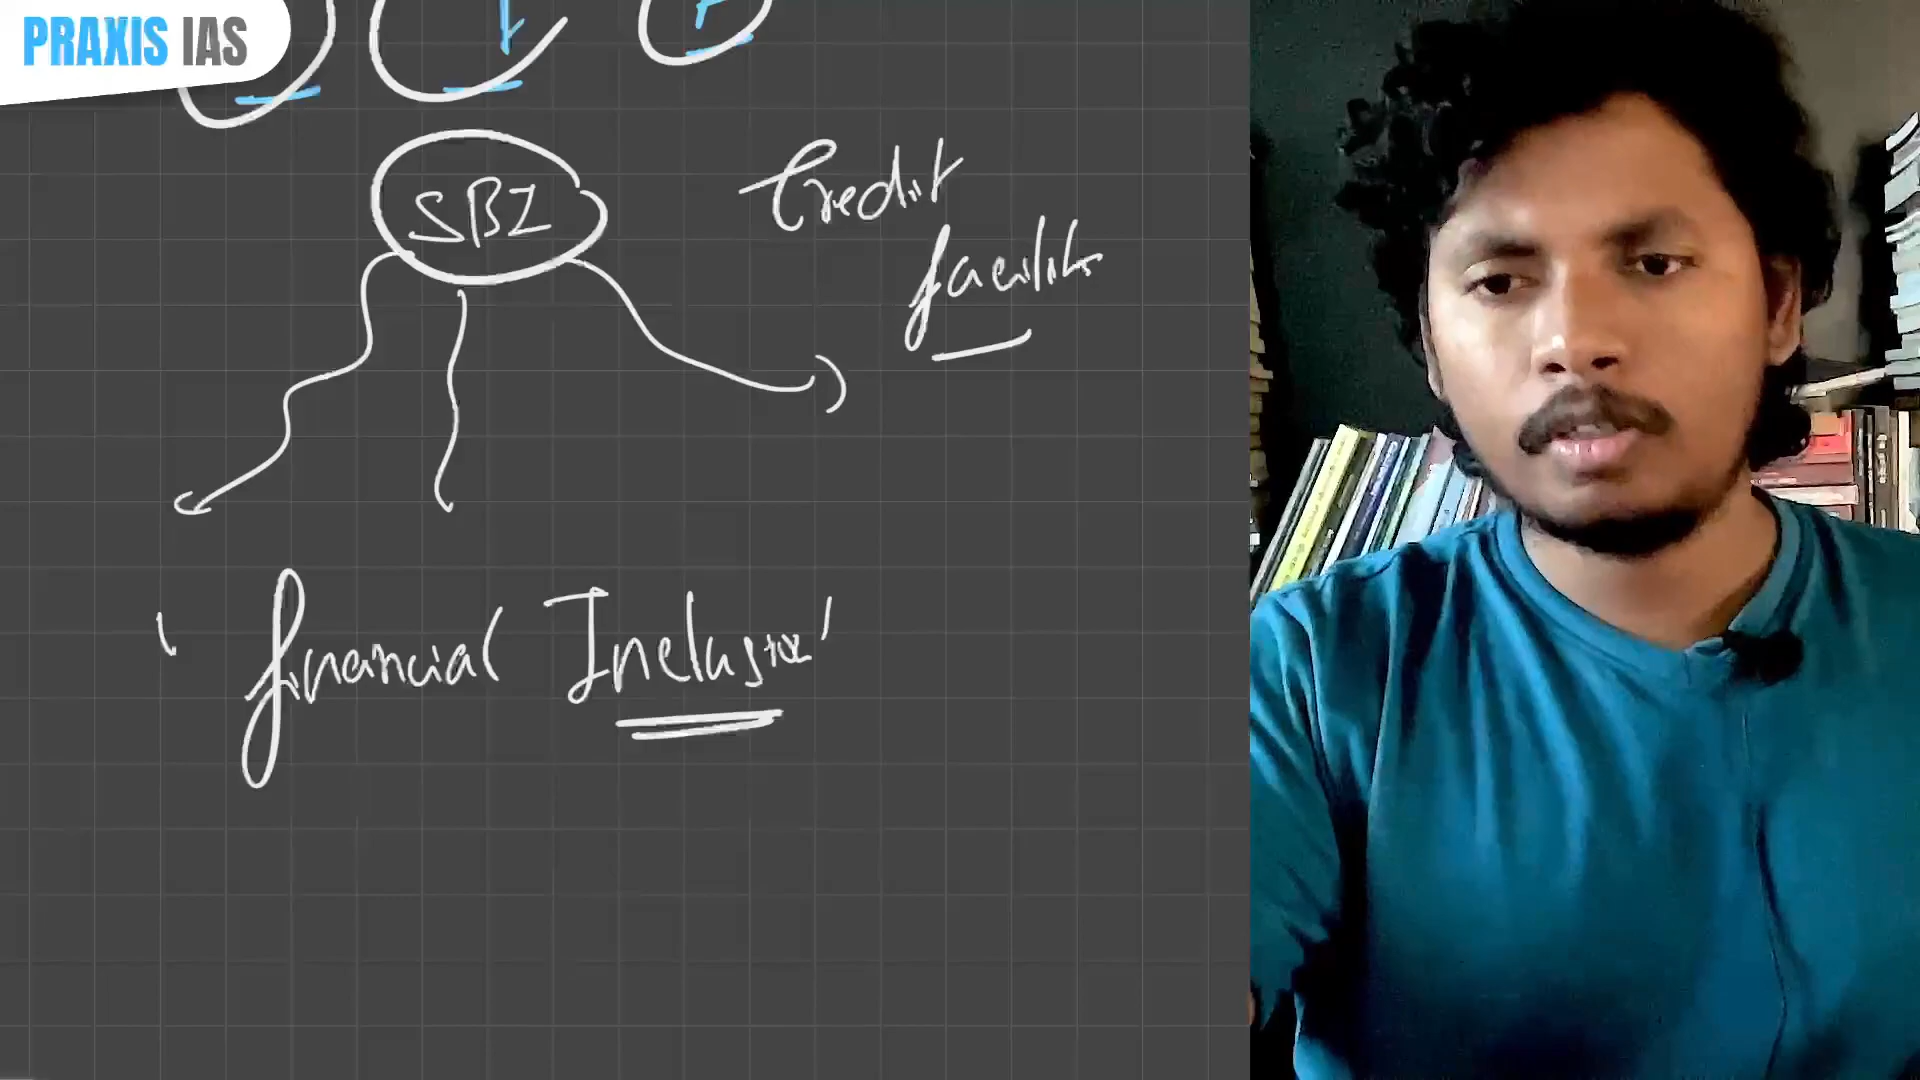 PRAXIS IAS
SBI
Credit
facility
' financial Inclusion '